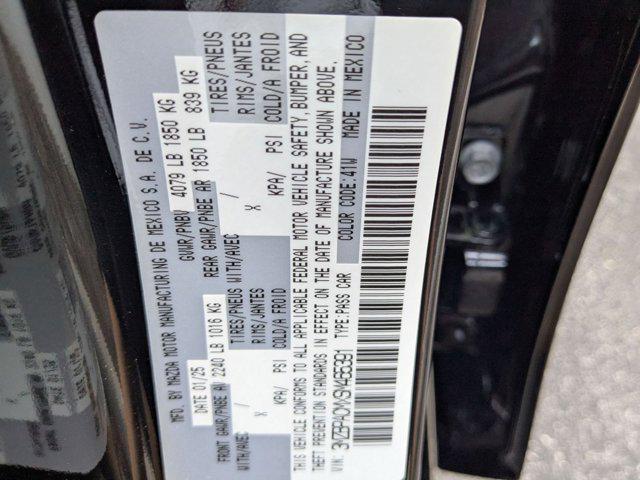 MFD. BY MAZDA MOTOR MANUFACTURING DE MEXICO S.A. DE C.V.
DATE 01/25 GVWR/PNBV 4079 LB 1850 KG
FRONT GAWR/PNBE AV 2240 LB 1016 KG REAR GAWR/PNBE AR 1850 LB 839 KG
TIRES/PNEUS WITH/AVEC / TIRES/PNEUS
RIMS/JANTES X RIMS/JANTES
COLD/A FROID KPA/ PSI COLD/A FROID
THIS VEHICLE CONFORMS TO ALL APPLICABLE FEDERAL MOTOR VEHICLE SAFETY, BUMPER, AND
THEFT PREVENTION STANDARDS IN EFFECT ON THE DATE OF MANUFACTURE SHOWN ABOVE.
VIN: TYPE:PASS CAR COLOR CODE:41W MADE IN MEXICO